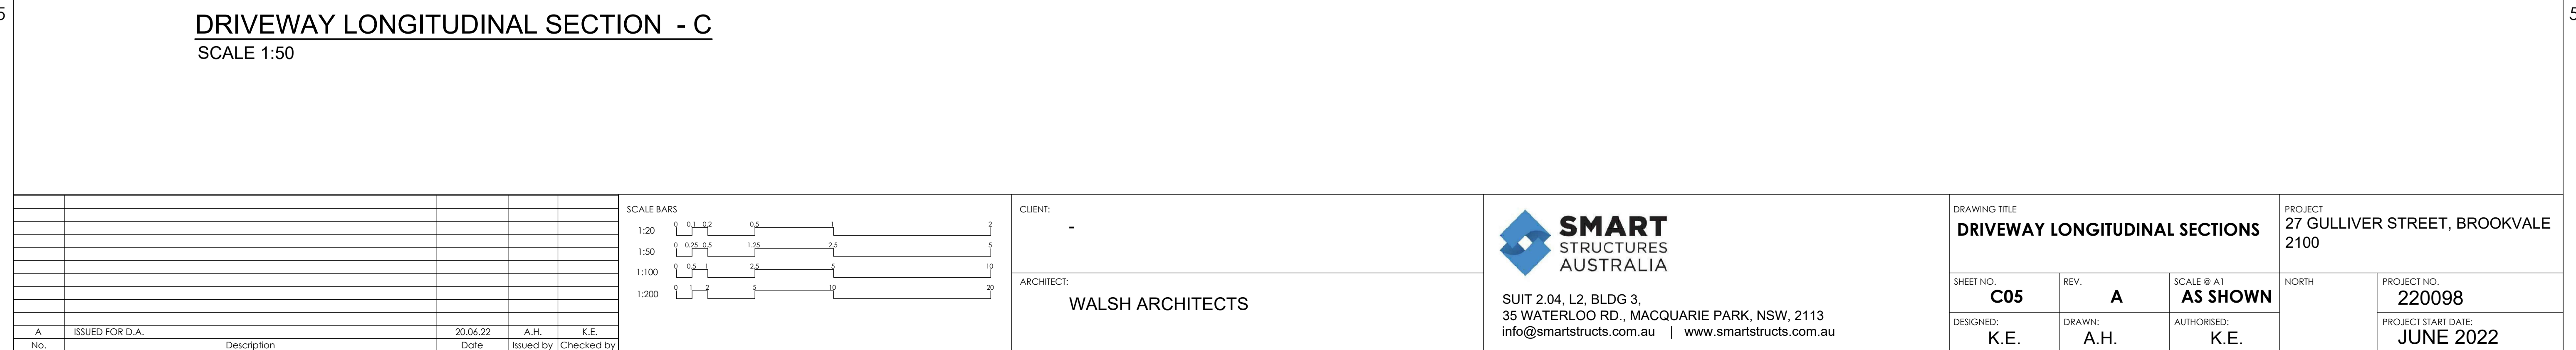 5
5
DRIVEWAY LONGITUDINAL SECTION - C
SCALE 1:50
A ISSUED FOR D.A. 20.06.22 A.H. K.E.
No. Description Date Issued by Checked by
SCALE BARS
1:20 0 0.1 0.2 0.5 1 2
1:50 0 0.25 0.5 1.25 2.5 5
1:100 0 0.5 1 2.5 5 10
1:200 0 1 2 5 10 20
CLIENT:
-
ARCHITECT:
WALSH ARCHITECTS
SMART
STRUCTURES
AUSTRALIA
SUIT 2.04, L2, BLDG 3,
35 WATERLOO RD., MACQUARIE PARK, NSW, 2113
info@smartstructs.com.au | www.smartstructs.com.au
DRAWING TITLE
DRIVEWAY LONGITUDINAL SECTIONS
PROJECT
27 GULLIVER STREET, BROOKVALE
2100
SHEET NO. REV. SCALE @ A1 NORTH PROJECT NO.
C05 A AS SHOWN 220098
DESIGNED: DRAWN: AUTHORISED: PROJECT START DATE:
K.E. A.H. K.E. JUNE 2022